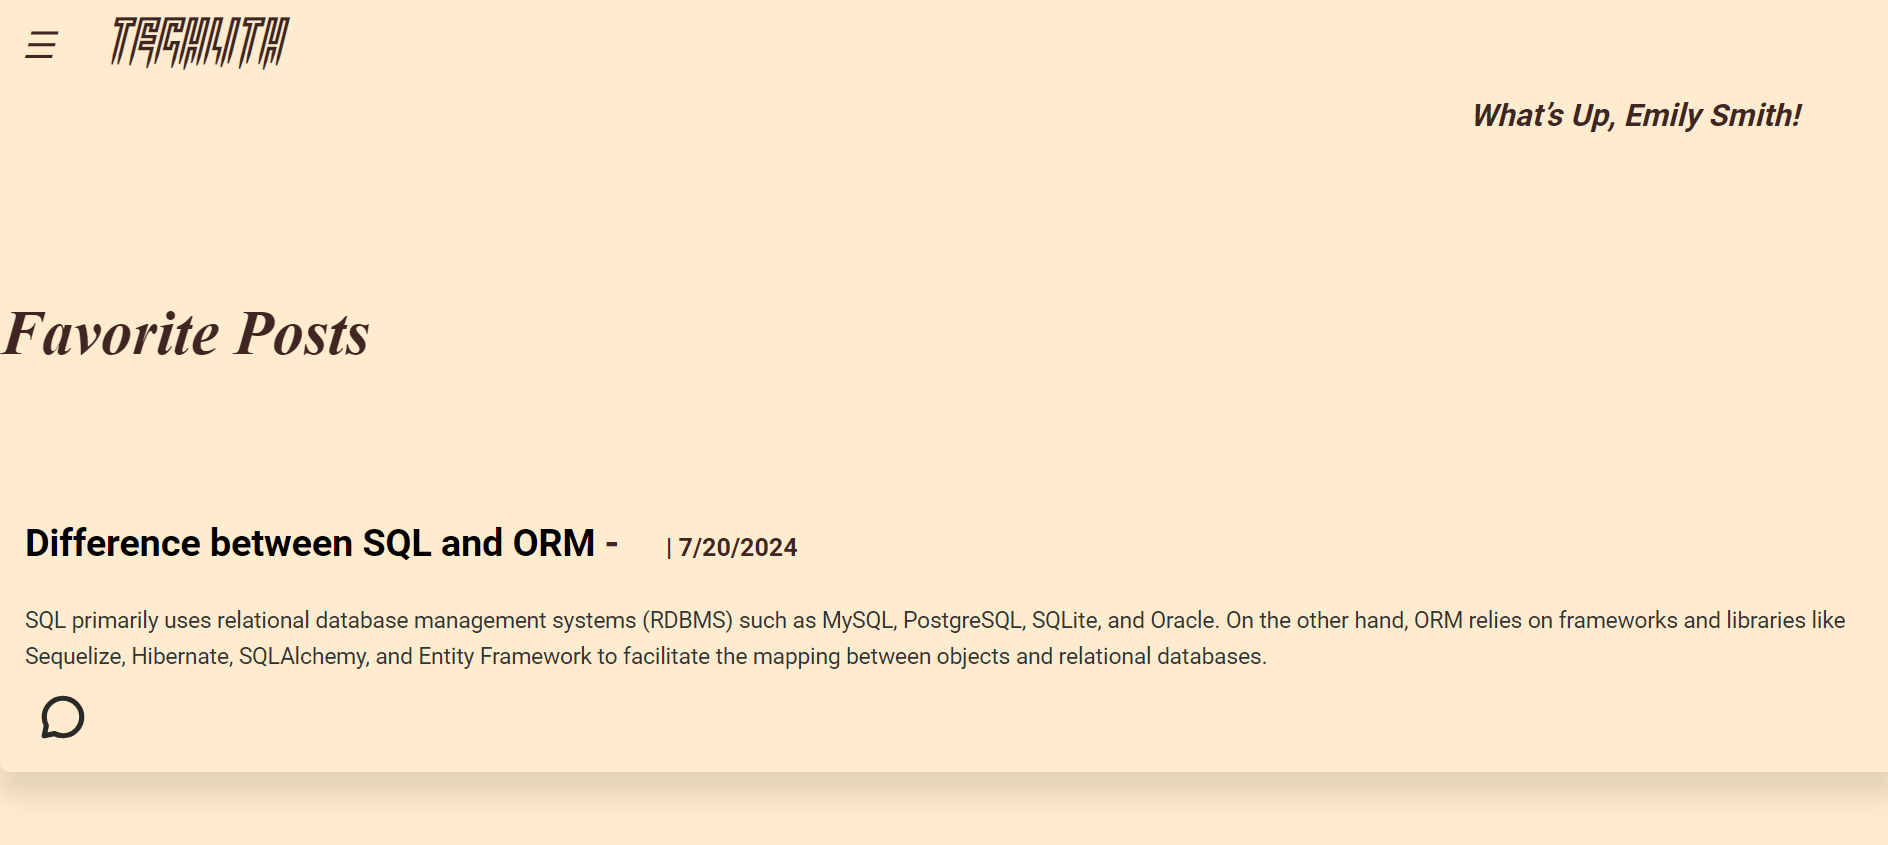 TECHLITH
What's Up, Emily Smith!
Favorite Posts
Difference between SQL and ORM - | 7/20/2024
SQL primarily uses relational database management systems (RDBMS) such as MySQL, PostgreSQL, SQLite, and Oracle. On the other hand, ORM relies on frameworks and libraries like
Sequelize, Hibernate, SQLAlchemy, and Entity Framework to facilitate the mapping between objects and relational databases.